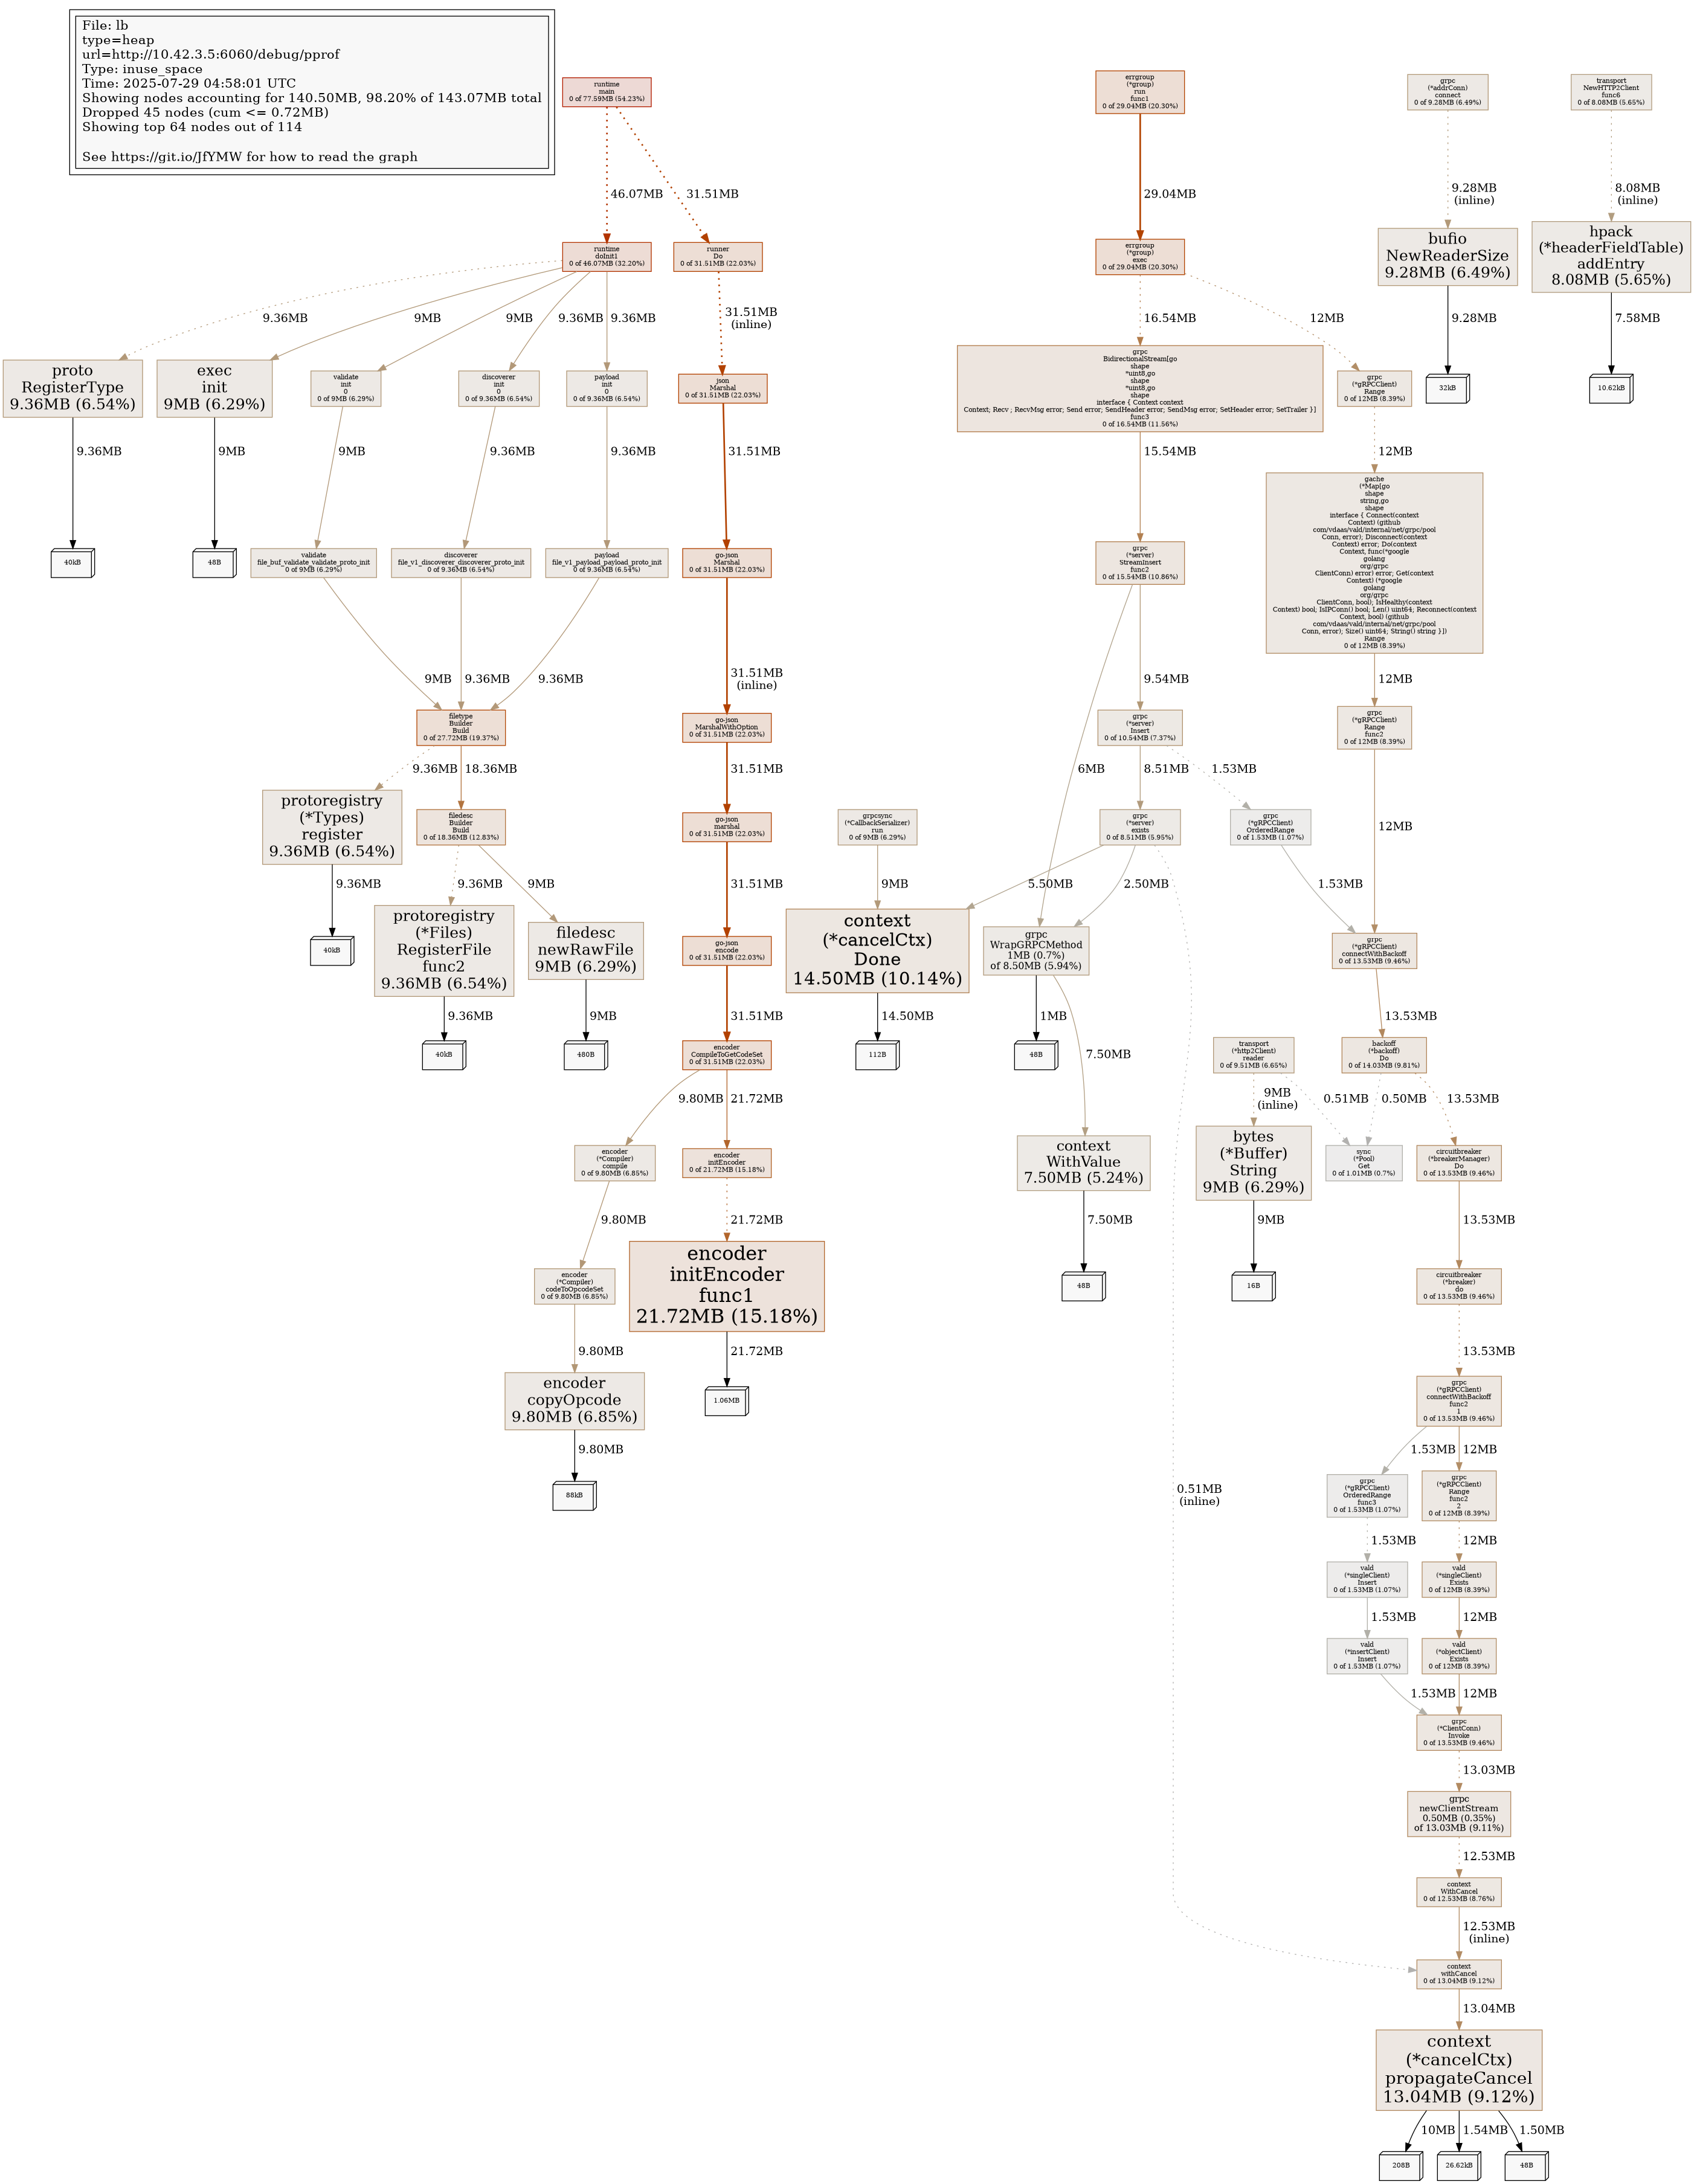 File: lb
type=heap
url=http://10.42.3.5:6060/debug/pprof
Type: inuse_space
Time: 2025-07-29 04:58:01 UTC
Showing nodes accounting for 140.50MB, 98.20% of 143.07MB total
Dropped 45 nodes (cum <= 0.72MB)
Showing top 64 nodes out of 114
See https://git.io/JfYMW for how to read the graph
runtime
main
0 of 77.59MB (54.23%)
errgroup
(*group)
run
func1
0 of 29.04MB (20.30%)
grpc
(*addrConn)
connect
0 of 9.28MB (6.49%)
transport
NewHTTP2Client
func6
0 of 8.08MB (5.65%)
46.07MB
31.51MB
29.04MB
9.28MB
(inline)
8.08MB
(inline)
runtime
doInit1
0 of 46.07MB (32.20%)
runner
Do
0 of 31.51MB (22.03%)
errgroup
(*group)
exec
0 of 29.04MB (20.30%)
bufio
NewReaderSize
9.28MB (6.49%)
hpack
(*headerFieldTable)
addEntry
8.08MB (5.65%)
9.36MB
9MB
9MB
9.36MB
9.36MB
31.51MB
(inline)
16.54MB
12MB
9.28MB
7.58MB
proto
RegisterType
9.36MB (6.54%)
exec
init
9MB (6.29%)
validate
init
0
0 of 9MB (6.29%)
discoverer
init
0
0 of 9.36MB (6.54%)
payload
init
0
0 of 9.36MB (6.54%)
json
Marshal
0 of 31.51MB (22.03%)
grpc
BidirectionalStream[go
shape
*uint8,go
shape
*uint8,go
shape
interface { Context context
Context; Recv ; RecvMsg error; Send error; SendHeader error; SendMsg error; SetHeader error; SetTrailer }]
func3
0 of 16.54MB (11.56%)
grpc
(*gRPCClient)
Range
0 of 12MB (8.39%)
32kB
10.62kB
9.36MB
9MB
9MB
9.36MB
9.36MB
31.51MB
15.54MB
12MB
40kB
48B
validate
file_buf_validate_validate_proto_init
0 of 9MB (6.29%)
discoverer
file_v1_discoverer_discoverer_proto_init
0 of 9.36MB (6.54%)
payload
file_v1_payload_payload_proto_init
0 of 9.36MB (6.54%)
go-json
Marshal
0 of 31.51MB (22.03%)
grpc
(*server)
StreamInsert
func2
0 of 15.54MB (10.86%)
gache
(*Map[go
shape
string,go
shape
interface { Connect(context
Context) (github
com/vdaas/vald/internal/net/grpc/pool
Conn, error); Disconnect(context
Context) error; Do(context
Context, func(*google
golang
org/grpc
ClientConn) error) error; Get(context
Context) (*google
golang
org/grpc
ClientConn, bool); IsHealthy(context
Context) bool; IsIPConn() bool; Len() uint64; Reconnect(context
Context, bool) (github
com/vdaas/vald/internal/net/grpc/pool
Conn, error); Size() uint64; String() string }])
Range
0 of 12MB (8.39%)
9MB
9.36MB
9.36MB
31.51MB
(inline)
9.54MB
12MB
filetype
Builder
Build
0 of 27.72MB (19.37%)
go-json
MarshalWithOption
0 of 31.51MB (22.03%)
grpc
(*server)
Insert
0 of 10.54MB (7.37%)
grpc
(*gRPCClient)
Range
func2
0 of 12MB (8.39%)
9.36MB
18.36MB
31.51MB
6MB
8.51MB
1.53MB
12MB
protoregistry
(*Types)
register
9.36MB (6.54%)
filedesc
Builder
Build
0 of 18.36MB (12.83%)
go-json
marshal
0 of 31.51MB (22.03%)
grpcsync
(*CallbackSerializer)
run
0 of 9MB (6.29%)
grpc
(*server)
exists
0 of 8.51MB (5.95%)
grpc
(*gRPCClient)
OrderedRange
0 of 1.53MB (1.07%)
9.36MB
9.36MB
9MB
31.51MB
9MB
5.50MB
2.50MB
1.53MB
40kB
protoregistry
(*Files)
RegisterFile
func2
9.36MB (6.54%)
filedesc
newRawFile
9MB (6.29%)
go-json
encode
0 of 31.51MB (22.03%)
context
(*cancelCtx)
Done
14.50MB (10.14%)
grpc
WrapGRPCMethod
1MB (0.7%)
of 8.50MB (5.94%)
grpc
(*gRPCClient)
connectWithBackoff
0 of 13.53MB (9.46%)
9.36MB
9MB
31.51MB
14.50MB
1MB
7.50MB
13.53MB
40kB
480B
encoder
CompileToGetCodeSet
0 of 31.51MB (22.03%)
112B
48B
transport
(*http2Client)
reader
0 of 9.51MB (6.65%)
backoff
(*backoff)
Do
0 of 14.03MB (9.81%)
9.80MB
21.72MB
9MB
(inline)
0.51MB
0.50MB
13.53MB
encoder
(*Compiler)
compile
0 of 9.80MB (6.85%)
encoder
initEncoder
0 of 21.72MB (15.18%)
context
WithValue
7.50MB (5.24%)
bytes
(*Buffer)
String
9MB (6.29%)
sync
(*Pool)
Get
0 of 1.01MB (0.7%)
circuitbreaker
(*breakerManager)
Do
0 of 13.53MB (9.46%)
9.80MB
21.72MB
7.50MB
9MB
13.53MB
encoder
(*Compiler)
codeToOpcodeSet
0 of 9.80MB (6.85%)
encoder
initEncoder
func1
21.72MB (15.18%)
48B
16B
circuitbreaker
(*breaker)
do
0 of 13.53MB (9.46%)
9.80MB
21.72MB
13.53MB
encoder
copyOpcode
9.80MB (6.85%)
1.06MB
grpc
(*gRPCClient)
connectWithBackoff
func2
1
0 of 13.53MB (9.46%)
9.80MB
1.53MB
12MB
88kB
0.51MB
(inline)
grpc
(*gRPCClient)
OrderedRange
func3
0 of 1.53MB (1.07%)
grpc
(*gRPCClient)
Range
func2
2
0 of 12MB (8.39%)
1.53MB
12MB
vald
(*singleClient)
Insert
0 of 1.53MB (1.07%)
vald
(*singleClient)
Exists
0 of 12MB (8.39%)
1.53MB
12MB
vald
(*insertClient)
Insert
0 of 1.53MB (1.07%)
vald
(*objectClient)
Exists
0 of 12MB (8.39%)
1.53MB
12MB
grpc
(*ClientConn)
Invoke
0 of 13.53MB (9.46%)
13.03MB
grpc
newClientStream
0.50MB (0.35%)
of 13.03MB (9.11%)
12.53MB
context
WithCancel
0 of 12.53MB (8.76%)
12.53MB
(inline)
context
withCancel
0 of 13.04MB (9.12%)
13.04MB
context
(*cancelCtx)
propagateCancel
13.04MB (9.12%)
10MB
1.54MB
1.50MB
208B
26.62kB
48B